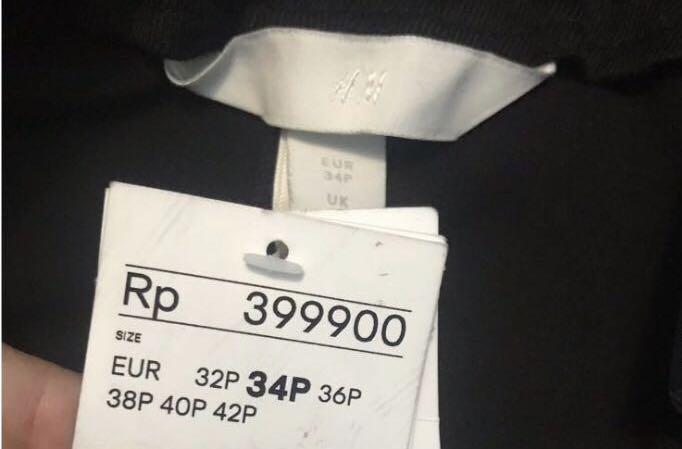 H&M
EUR
34P
UK
Rp 399900
SIZE
EUR 32P 34P 36P
38P 40P 42P